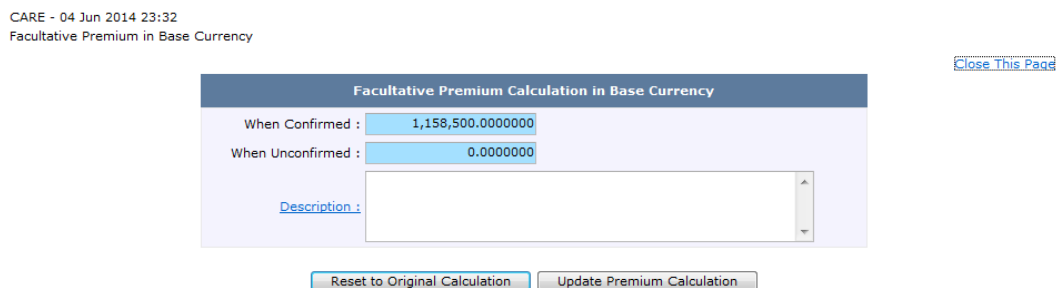 CARE - 04 Jun 2014 23:32
Facultative Premium in Base Currency
Close This Page
Facultative Premium Calculation in Base Currency
When Confirmed : 1,158,500.0000000
When Unconfirmed : 0.0000000
Description :
Reset to Original Calculation Update Premium Calculation